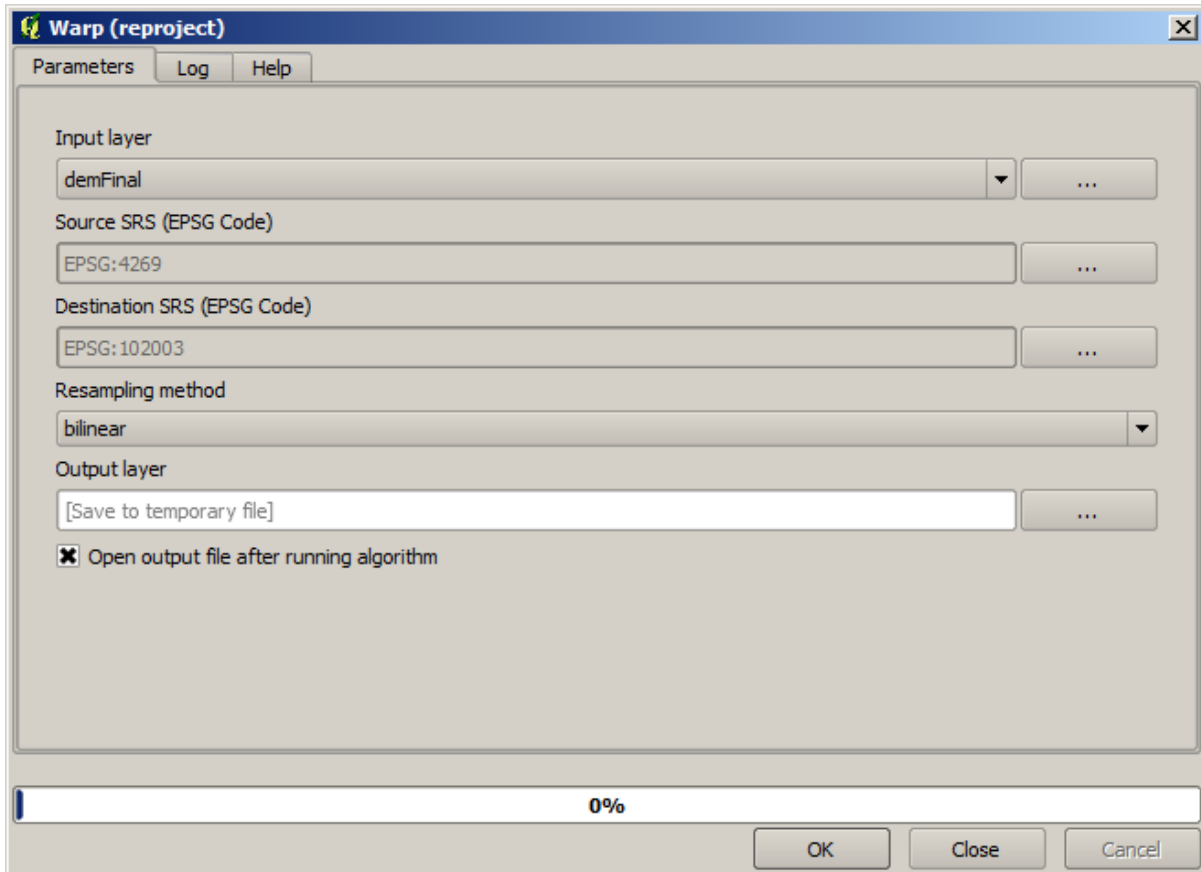 Warp (reproject)
Parameters Log Help
Input layer
demFinal
...
Source SRS (EPSG Code)
EPSG:4269
...
Destination SRS (EPSG Code)
EPSG:102003
...
Resampling method
bilinear
Output layer
[Save to temporary file]
...
Open output file after running algorithm
0%
OK Close Cancel